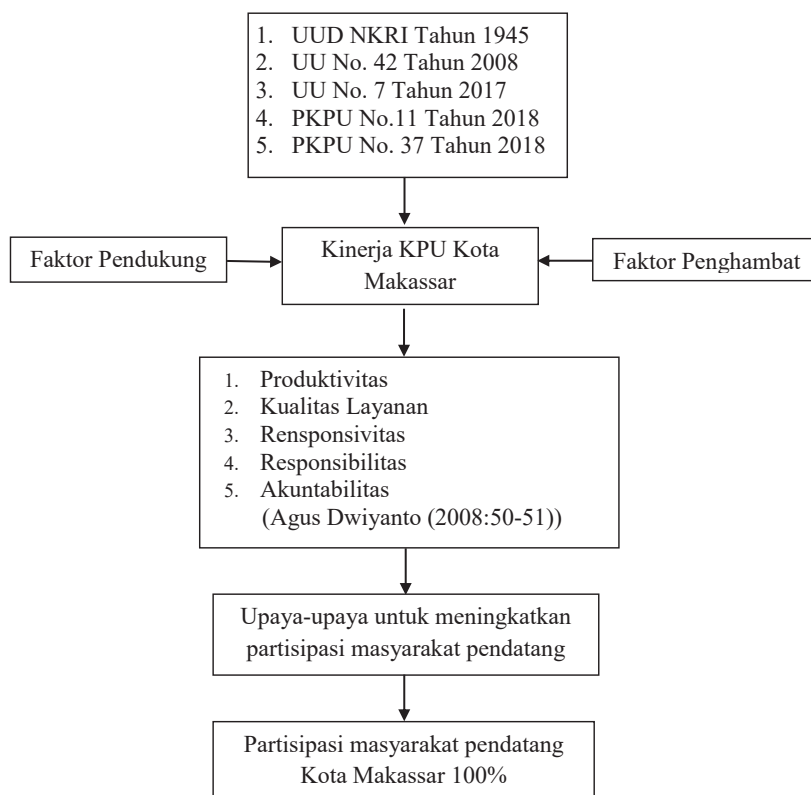 1. UUD NKRI Tahun 1945
2. UU No. 42 Tahun 2008
3. UU No. 7 Tahun 2017
4. PKPU No.11 Tahun 2018
5. PKPU No. 37 Tahun 2018
Faktor Pendukung
Kinerja KPU Kota
Makassar
Faktor Penghambat
1. Produktivitas
2. Kualitas Layanan
3. Rensponsivitas
4. Responsibilitas
5. Akuntabilitas
(Agus Dwiyanto (2008:50-51))
Upaya-upaya untuk meningkatkan
partisipasi masyarakat pendatang
Partisipasi masyarakat pendatang
Kota Makassar 100%